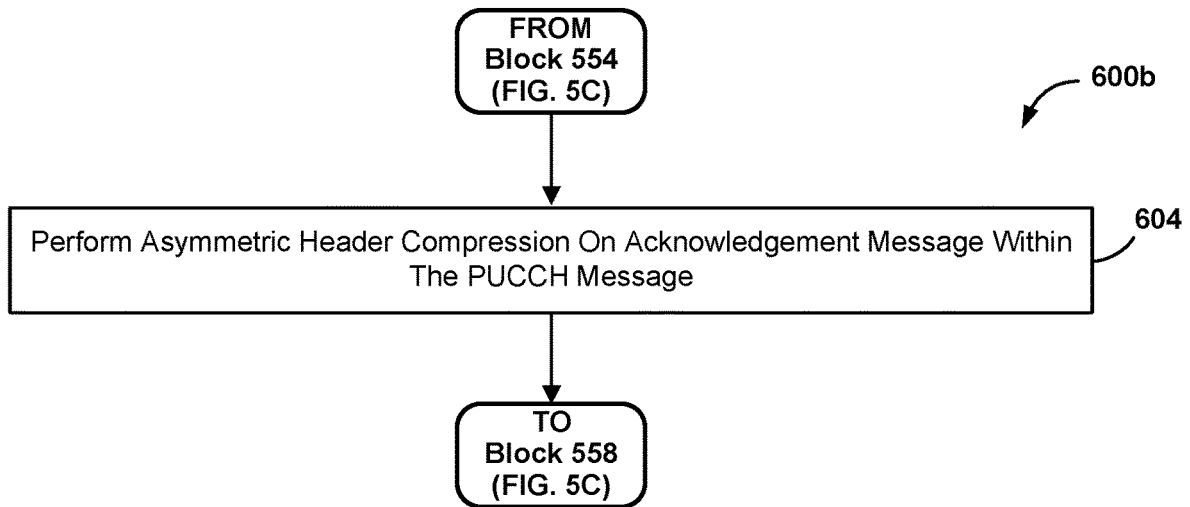 FROM
Block 554
(FIG. 5C)
600b
604
Perform Asymmetric Header Compression On Acknowledgement Message Within
The PUCCH Message
TO
Block 558
(FIG. 5C)